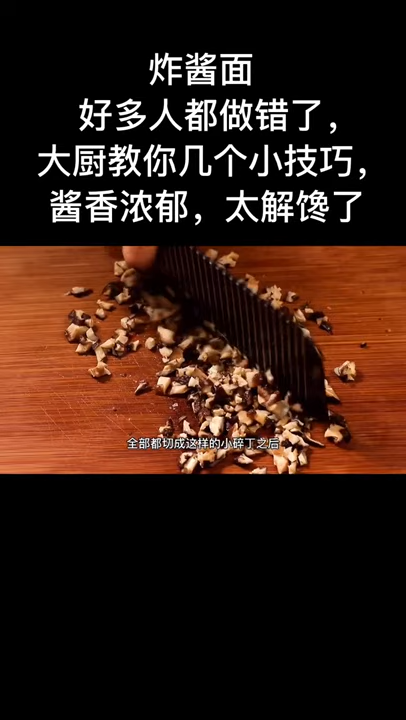 炸酱面
好多人都做错了，
大厨教你几个小技巧，
酱香浓郁，太解馋了
全部都切成这样的小碎丁之后